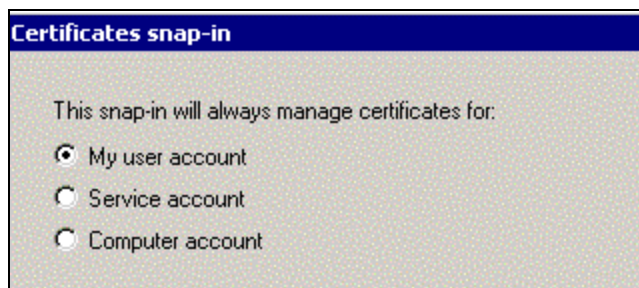 Certificates snap-in
This snap-in will always manage certificates for:
My user account
Service account
Computer account